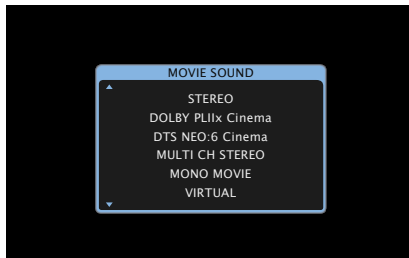 MOVIE SOUND
STEREO
DOLBY PLIIx Cinema
DTS NEO:6 Cinema
MULTI CH STEREO
MONO MOVIE
VIRTUAL